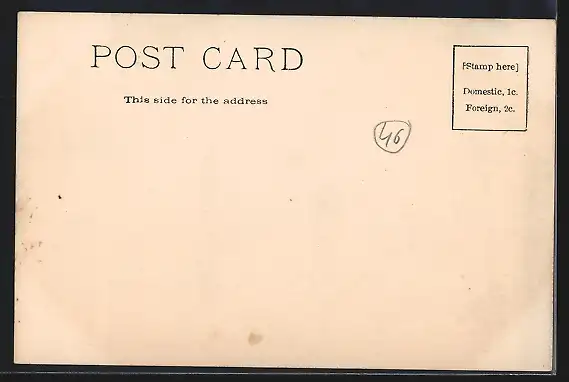 POST CARD
This side for the address
[Stamp here]
Domestic, 1c.
Foreign, 2c.
46